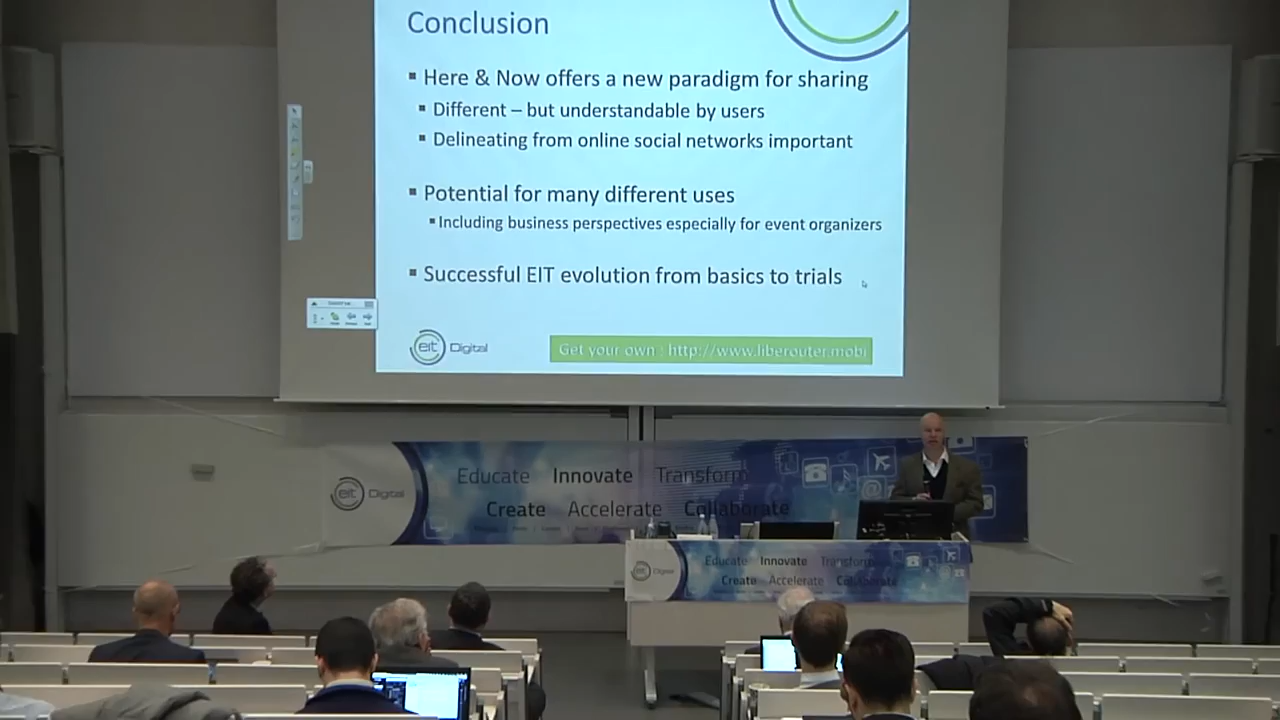 Conclusion
▪ Here & Now offers a new paradigm for sharing
▪ Different – but understandable by users
▪ Delineating from online social networks important
▪ Potential for many different uses
▪ Including business perspectives especially for event organizers
▪ Successful EIT evolution from basics to trials
eit Digital
Get your own : http://www.liberouter.mobi
eit Digital
Educate Innovate Transform
Create Accelerate Collaborate
eit Digital
Educate Innovate Transform
Create Accelerate Collaborate